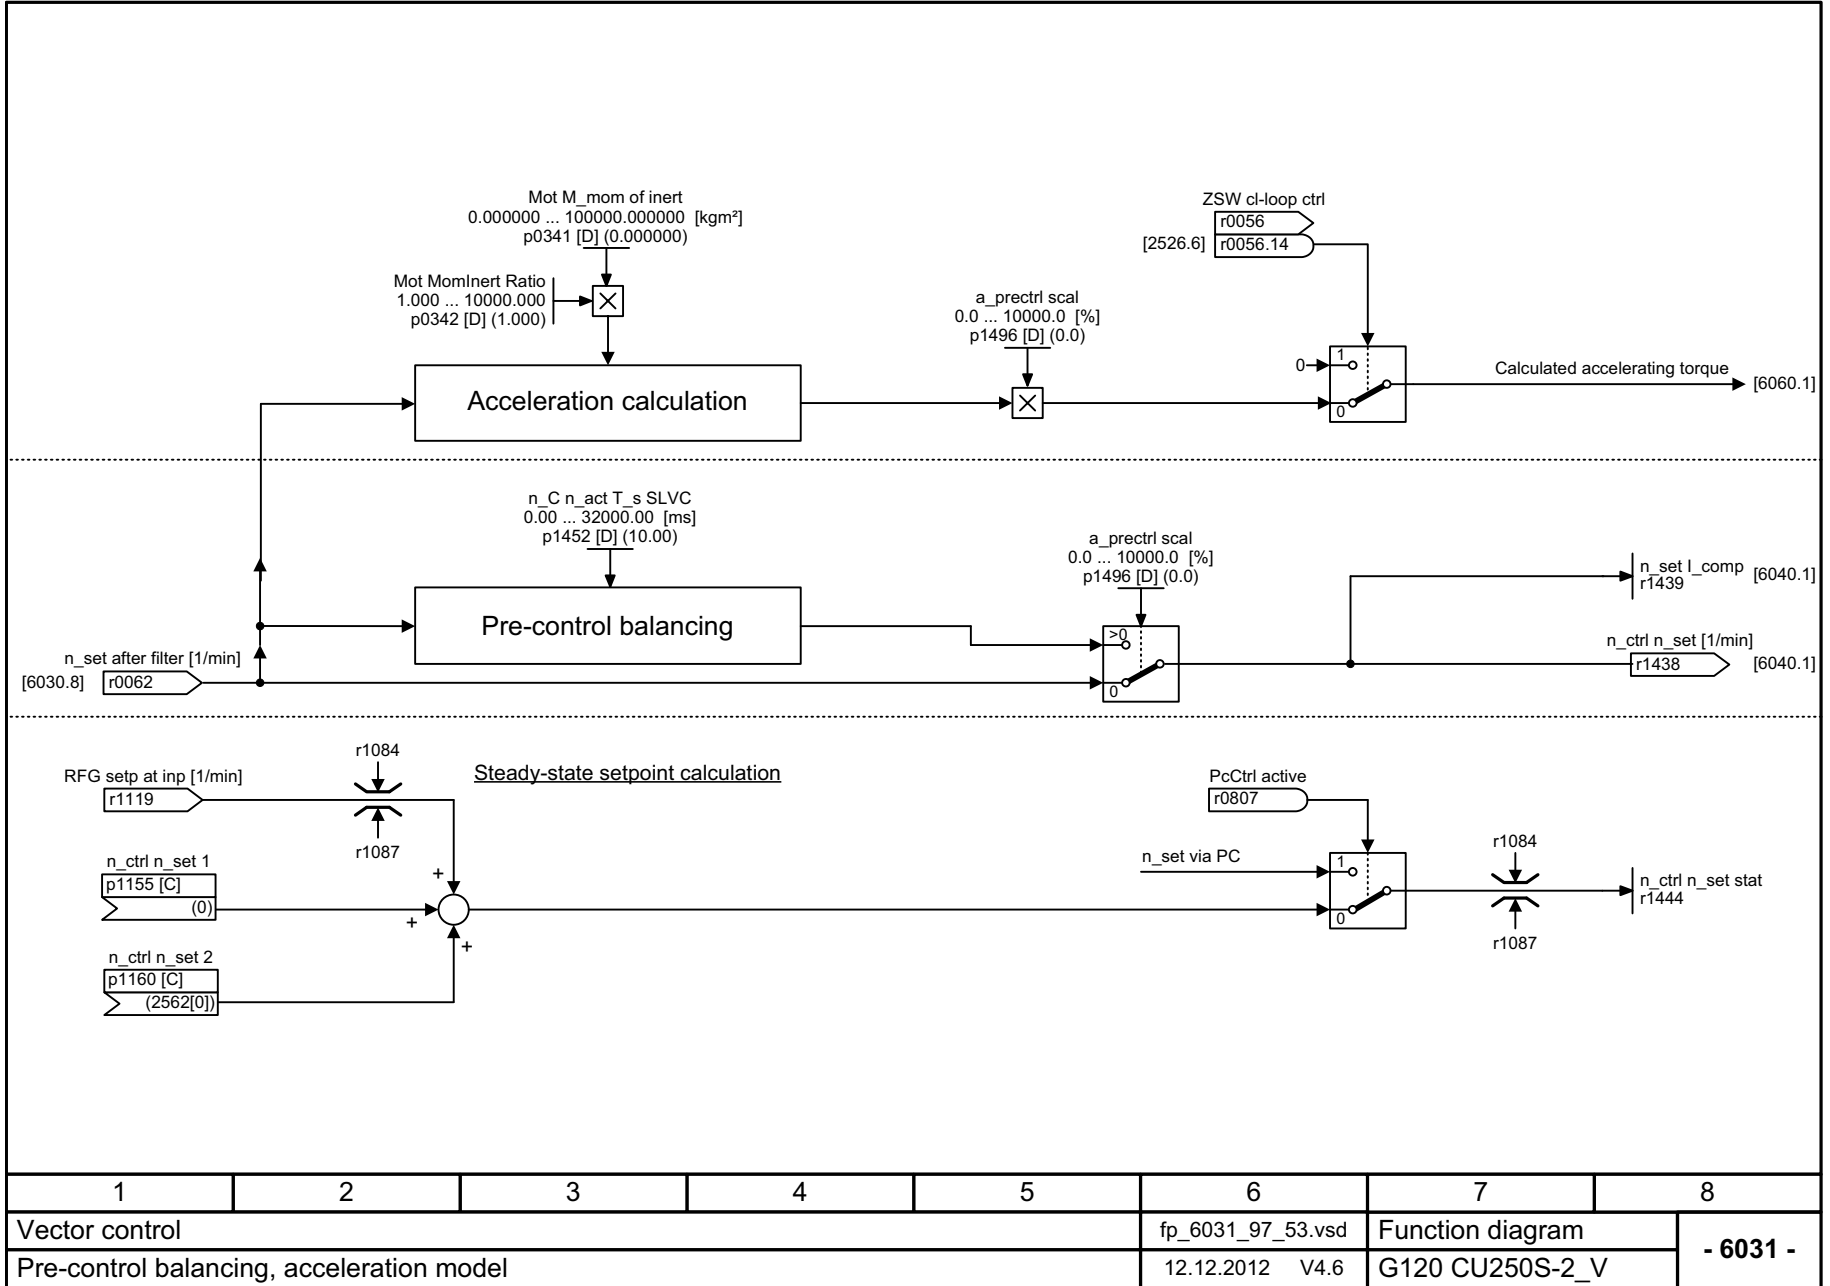 Mot M_mom of inert
0.000000 ... 100000.000000 [kgm²]
p0341 [D] (0.000000)
Mot MomInert Ratio
1.000 ... 10000.000
p0342 [D] (1.000)
ZSW cl-loop ctrl
r0056
[2526.6] r0056.14
a_prectrl scal
0.0 ... 10000.0 [%]
p1496 [D] (0.0)
Acceleration calculation
0
1
0
Calculated accelerating torque
[6060.1]
n_C n_act T_s SLVC
0.00 ... 32000.00 [ms]
p1452 [D] (10.00)
Pre-control balancing
a_prectrl scal
0.0 ... 10000.0 [%]
p1496 [D] (0.0)
>0
0
n_set I_comp
r1439
[6040.1]
n_ctrl n_set [1/min]
r1438
[6040.1]
n_set after filter [1/min]
[6030.8] r0062
Steady-state setpoint calculation
RFG setp at inp [1/min]
r1119
r1084
r1087
n_ctrl n_set 1
p1155 [C]
(0)
+
+
+
n_ctrl n_set 2
p1160 [C]
(2562[0])
PcCtrl active
r0807
n_set via PC
1
0
r1084
r1087
n_ctrl n_set stat
r1444
1 2 3 4 5 6 7 8
Vector control
fp_6031_97_53.vsd
Function diagram
- 6031 -
Pre-control balancing, acceleration model
12.12.2012 V4.6
G120 CU250S-2_V